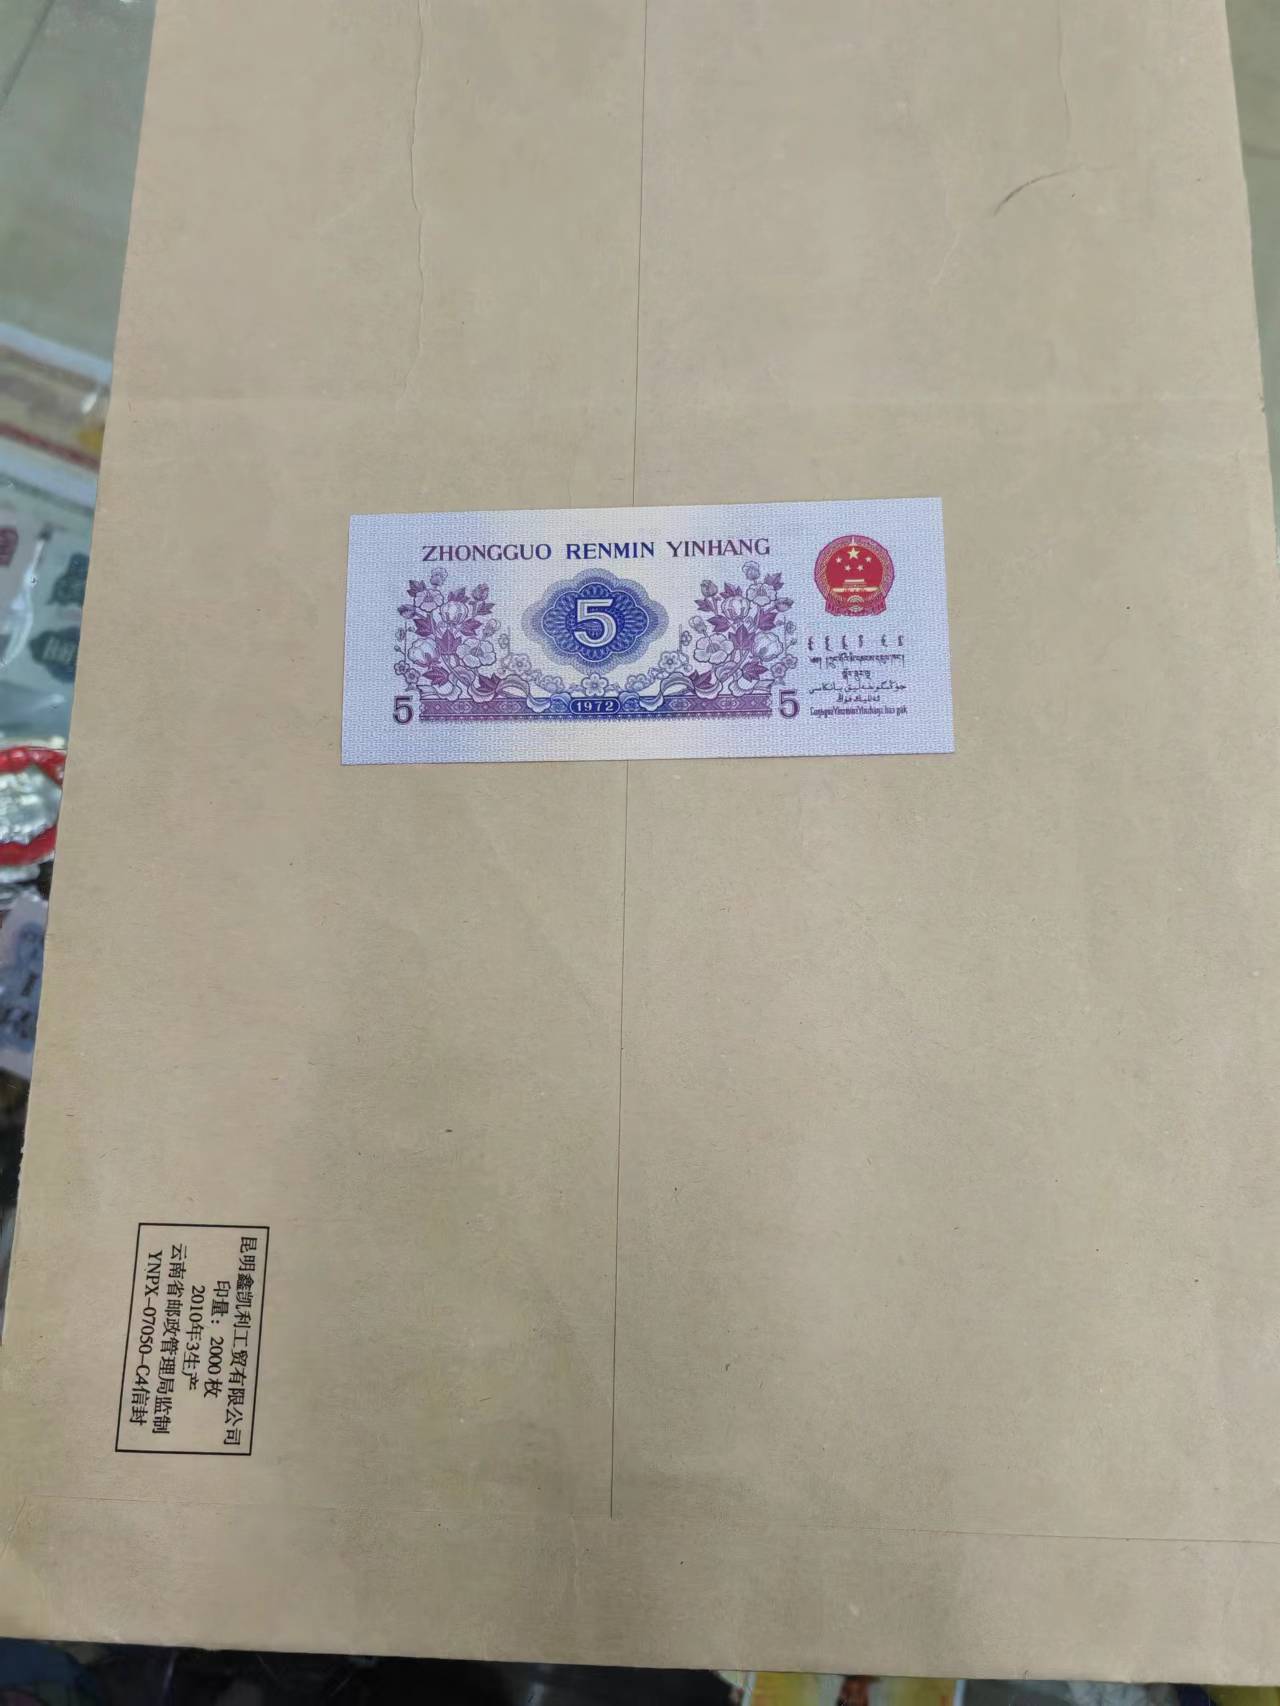 ZHONGGUO RENMIN YINHANG
5
1972
5
5
昆明鑫凯利工贸有限公司
印量：2000枚
2010年3生产
云南省邮政管理局监制
YNPX-07050-C4信封